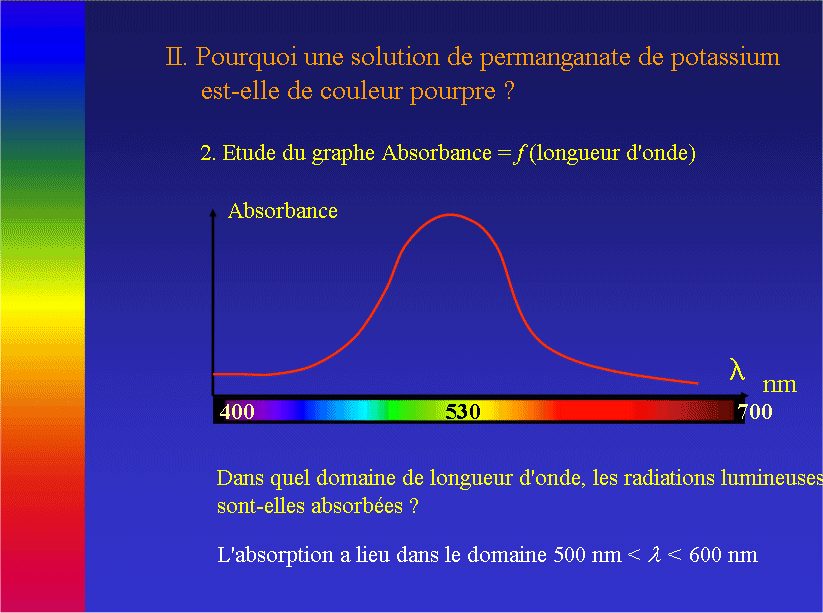 II. Pourquoi une solution de permanganate de potassium
est-elle de couleur pourpre ?
2. Etude du graphe Absorbance = f (longueur d'onde)
Absorbance
λ nm
400 530 700
Dans quel domaine de longueur d'onde, les radiations lumineuses
sont-elles absorbées ?
L'absorption a lieu dans le domaine 500 nm < λ < 600 nm